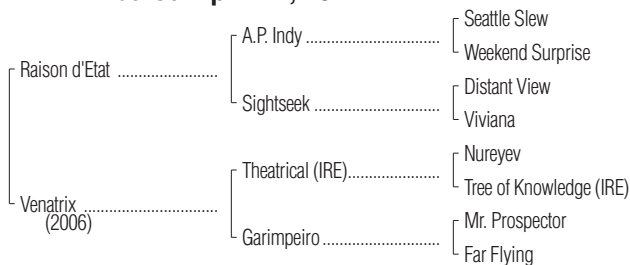 Seattle Slew
A.P. Indy
Weekend Surprise
Raison d'Etat
Distant View
Sightseek
Viviana
Nureyev
Theatrical (IRE)
Tree of Knowledge (IRE)
Venatrix
(2006)
Mr. Prospector
Garimpeiro
Far Flying